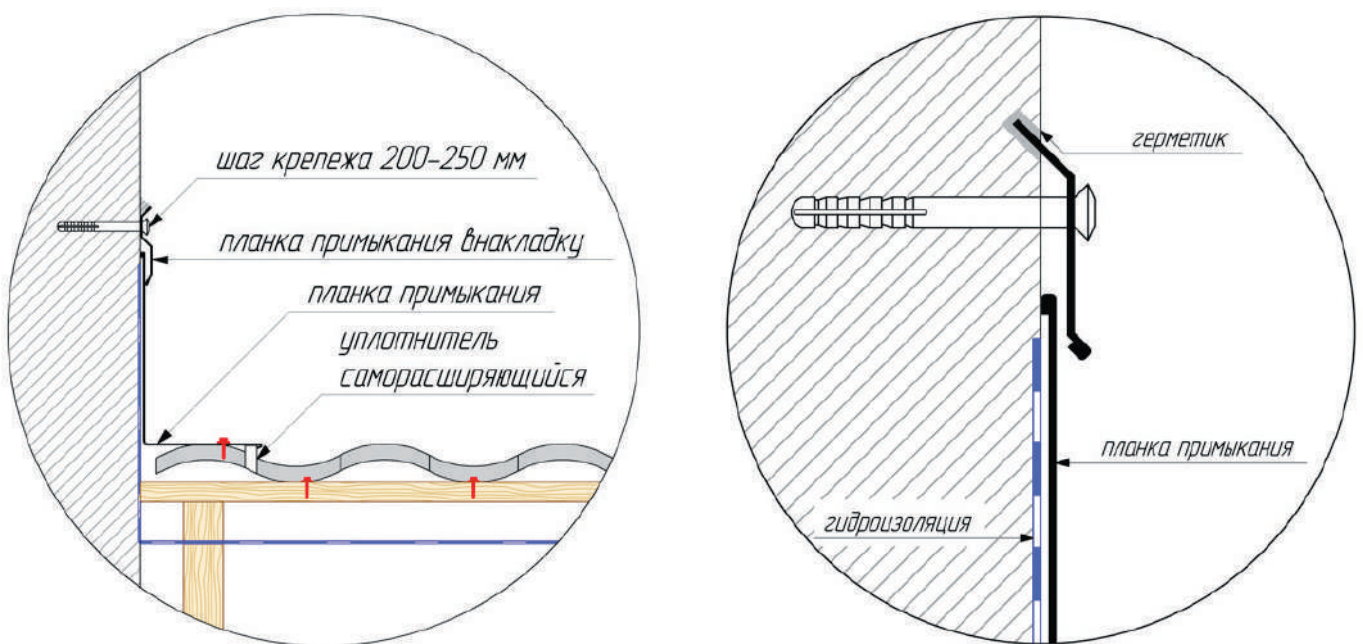 шаг крепежа 200–250 мм
планка примыкания внакладку
планка примыкания
уплотнитель
саморасширяющийся
герметик
планка примыкания
гидроизоляция